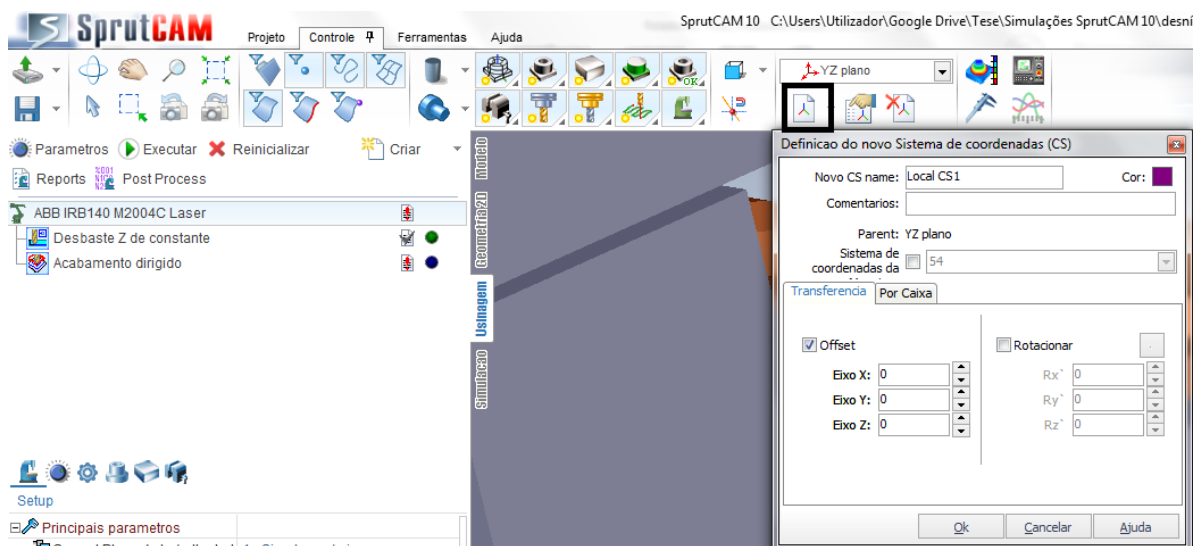 SprutCAM
SprutCAM 10 C:\Users\Utilizador\Google Drive\Tese\Simulações SprutCAM 10\desní
Projeto Controle Ferramentas Ajuda
YZ plano
OK
Parametros Executar Reinicializar Criar
Reports Post Process
ABB IRB140 M2004C Laser
Desbaste Z de constante
Acabamento dirigido
Modelo
Geometria 2D
Usinagem
Simulacao
Setup
Principais parametros
Definicao do novo Sistema de coordenadas (CS)
Novo CS name: Local CS1 Cor:
Comentarios:
Parent: YZ plano
Sistema de
coordenadas da 54
Transferencia Por Caixa
Offset Rotacionar
Eixo X: 0 Rx` 0
Eixo Y: 0 Ry` 0
Eixo Z: 0 Rz` 0
Ok Cancelar Ajuda